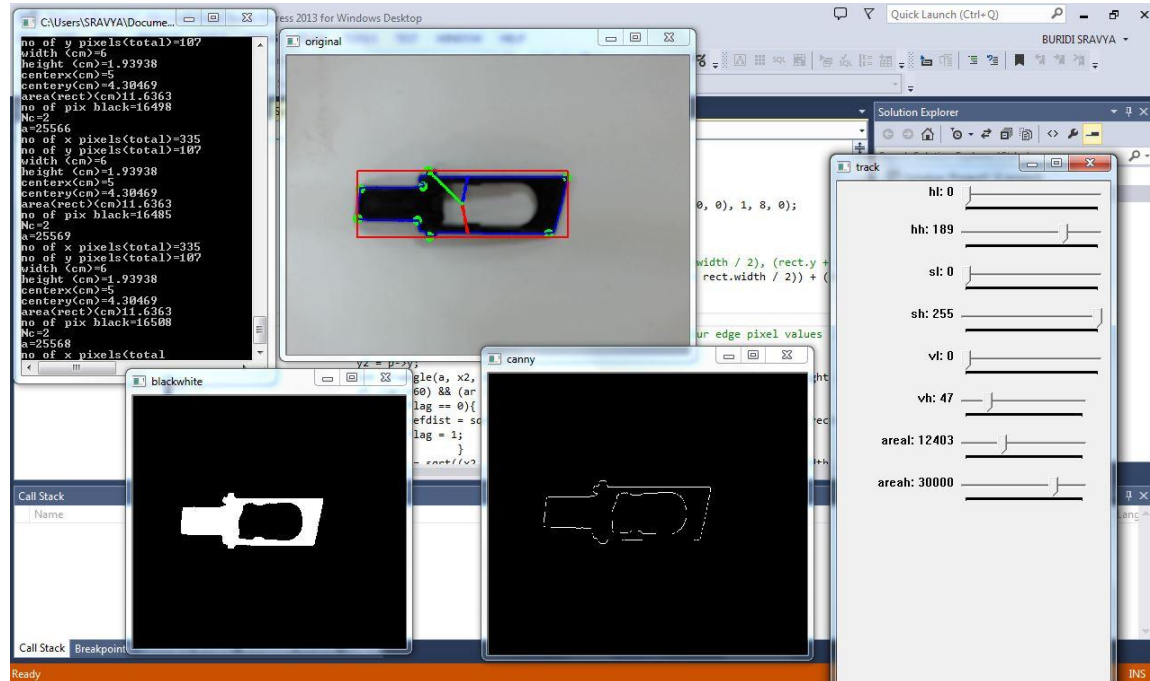 C:\Users\SRAVYA\Docume...
no of y pixels(total)=107
width (cm)=6
height (cm)=1.93938
centerx(cm)=5
centery(cm)=4.30469
area(rect)(cm)11.6363
no of pix black=16498
Nc=2
a=25566
no of x pixels(total)=335
no of y pixels(total)=107
width (cm)=6
height (cm)=1.93938
centerx(cm)=5
centery(cm)=4.30469
area(rect)(cm)11.6363
no of pix black=16485
Nc=2
a=25569
no of x pixels(total)=335
no of y pixels(total)=107
width (cm)=6
height (cm)=1.93938
centerx(cm)=5
centery(cm)=4.30469
area(rect)(cm)11.6363
no of pix black=16508
Nc=2
a=25568
no of x pixels(total
ress 2013 for Windows Desktop
Quick Launch (Ctrl+Q)
BURIDI SRAVYA
original
Solution Explorer
0, 0), 1, 8, 0);
width / 2), (rect.y +
rect.width / 2)) + (
ur edge pixel values
y2 = p->y;
gle(a, x2,
60) && (ar
lag == 0){
efdist = sq
lag = 1;
}
= sqrt((x2
track
hl: 0
hh: 189
sl: 0
sh: 255
vl: 0
vh: 47
areal: 12403
areah: 30000
blackwhite
canny
Call Stack
Name
Lang
Call Stack
Breakpoint
Ready
INS